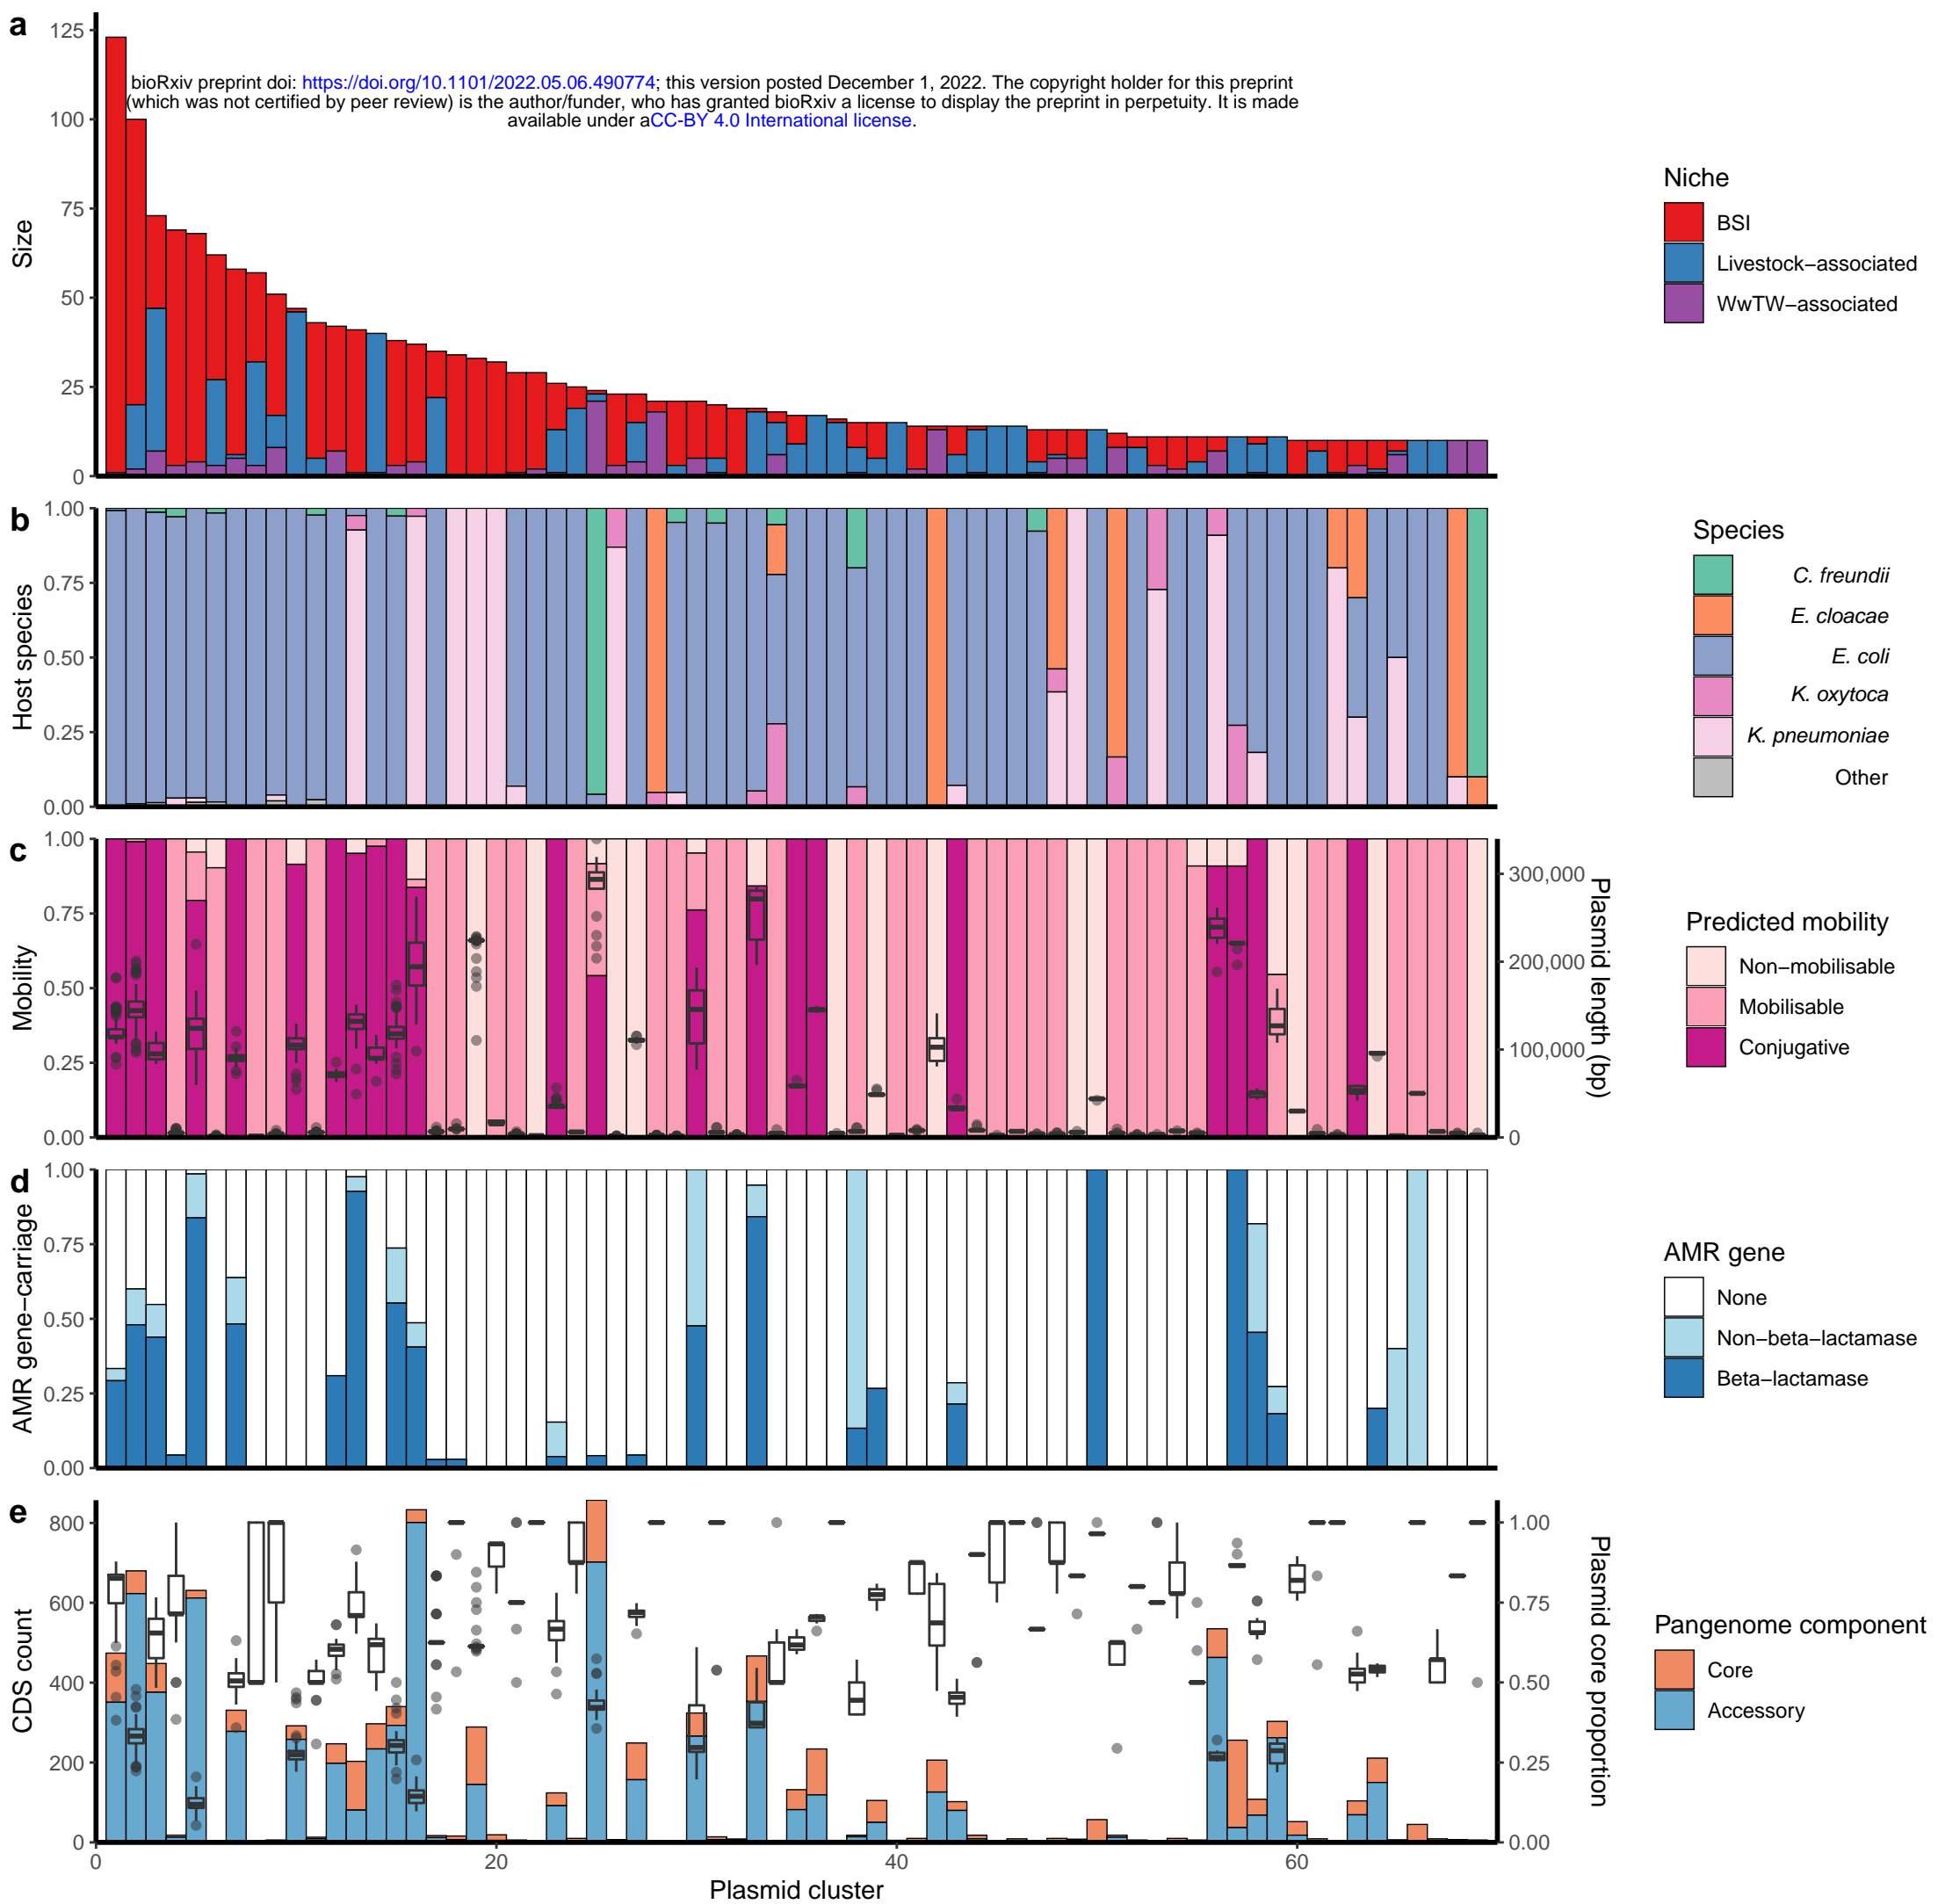 a
125
100
75
50
25
0
Size
bioRxiv preprint doi: https://doi.org/10.1101/2022.05.06.490774; this version posted December 1, 2022. The copyright holder for this preprint
(which was not certified by peer review) is the author/funder, who has granted bioRxiv a license to display the preprint in perpetuity. It is made
available under aCC-BY 4.0 International license.
Niche
BSI
Livestock−associated
WwTW−associated
b
1.00
0.75
0.50
0.25
0.00
Host species
Species
C. freundii
E. cloacae
E. coli
K. oxytoca
K. pneumoniae
Other
c
1.00
0.75
0.50
0.25
0.00
Mobility
300,000
200,000
100,000
0
Plasmid length (bp)
Predicted mobility
Non−mobilisable
Mobilisable
Conjugative
d
1.00
0.75
0.50
0.25
0.00
AMR gene−carriage
AMR gene
None
Non−beta−lactamase
Beta−lactamase
e
800
600
400
200
0
CDS count
1.00
0.75
0.50
0.25
0.00
Plasmid core proportion
Pangenome component
Core
Accessory
0
20
40
60
Plasmid cluster